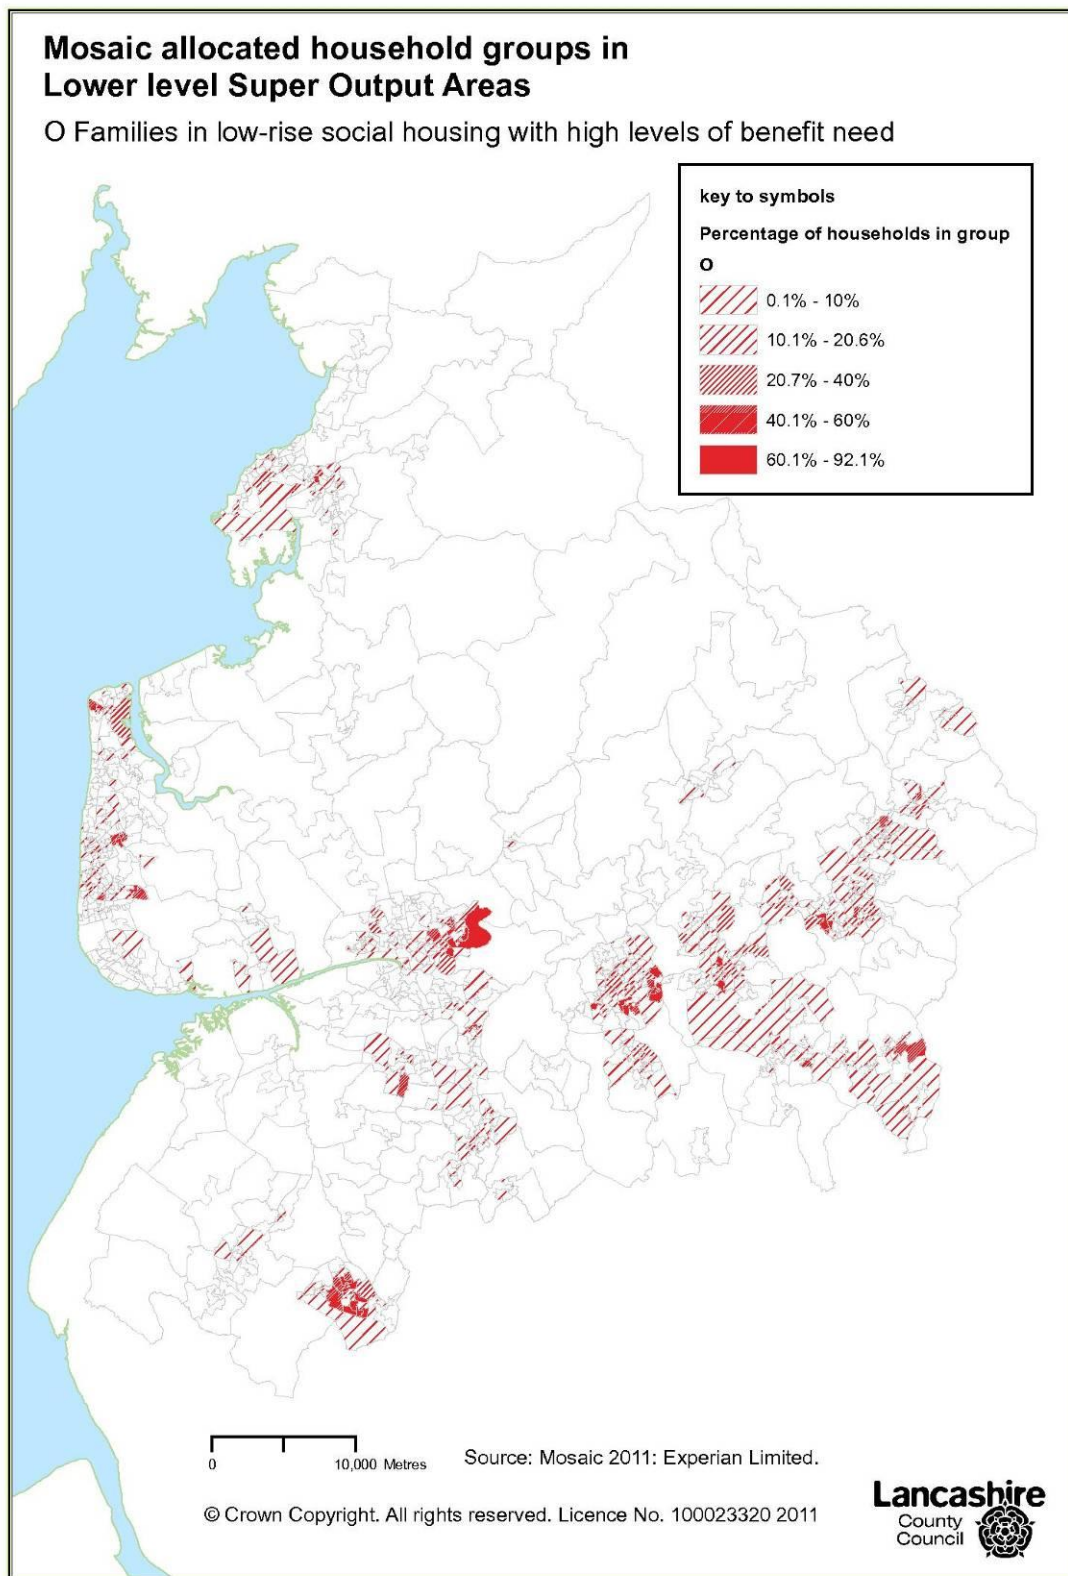 Mosaic allocated household groups in
Lower level Super Output Areas
O Families in low-rise social housing with high levels of benefit need
key to symbols
Percentage of households in group
O
0.1% - 10%
10.1% - 20.6%
20.7% - 40%
40.1% - 60%
60.1% - 92.1%
0 10,000 Metres
Source: Mosaic 2011: Experian Limited.
© Crown Copyright. All rights reserved. Licence No. 100023320 2011
Lancashire
County
Council